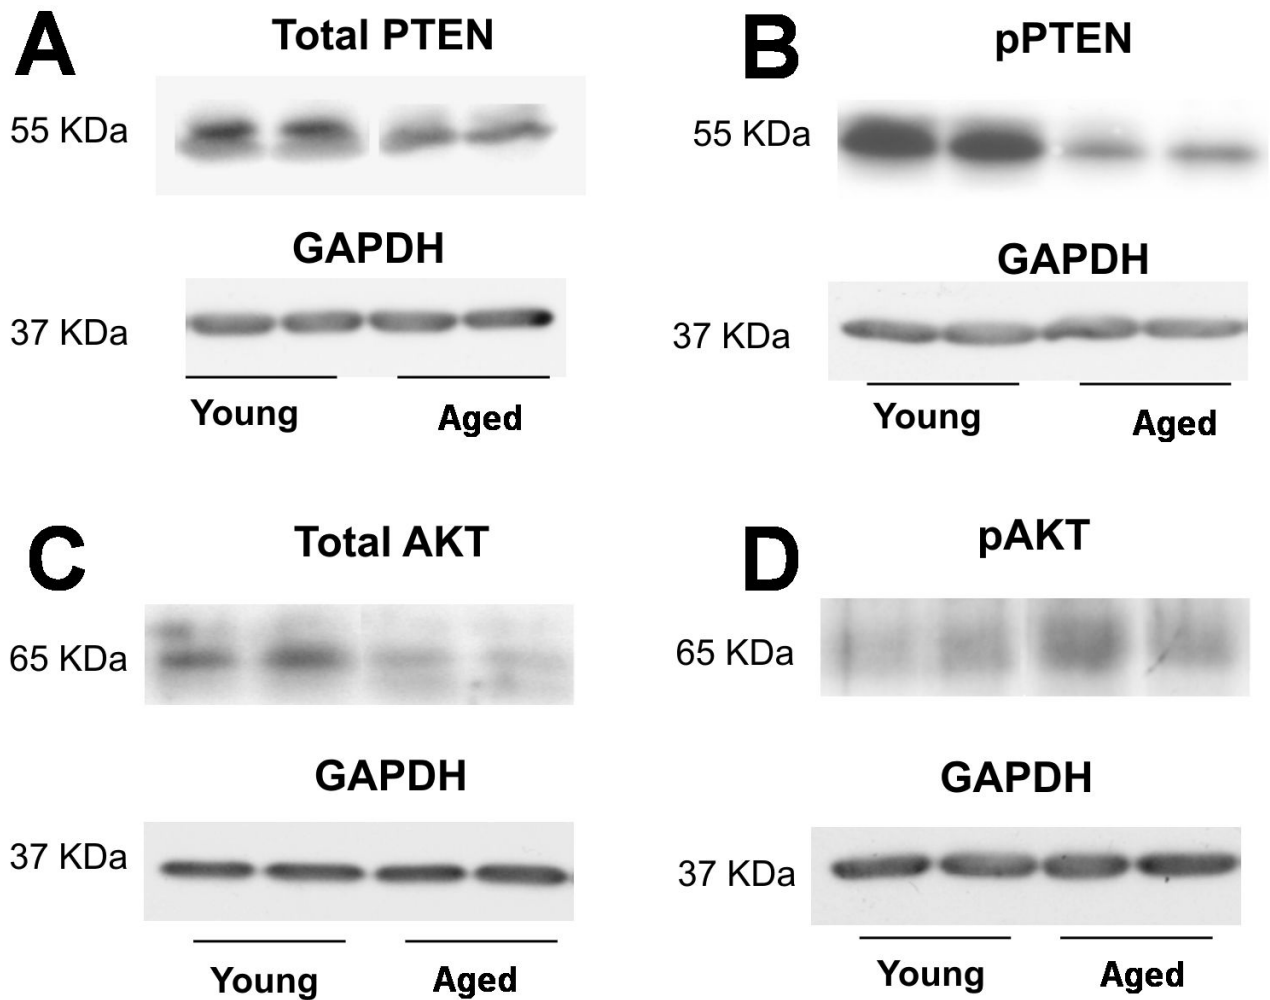 A
Total PTEN
55 KDa
GAPDH
37 KDa
Young
Aged
B
pPTEN
55 KDa
GAPDH
37 KDa
Young
Aged
C
Total AKT
65 KDa
GAPDH
37 KDa
Young
Aged
D
pAKT
65 KDa
GAPDH
37 KDa
Young
Aged